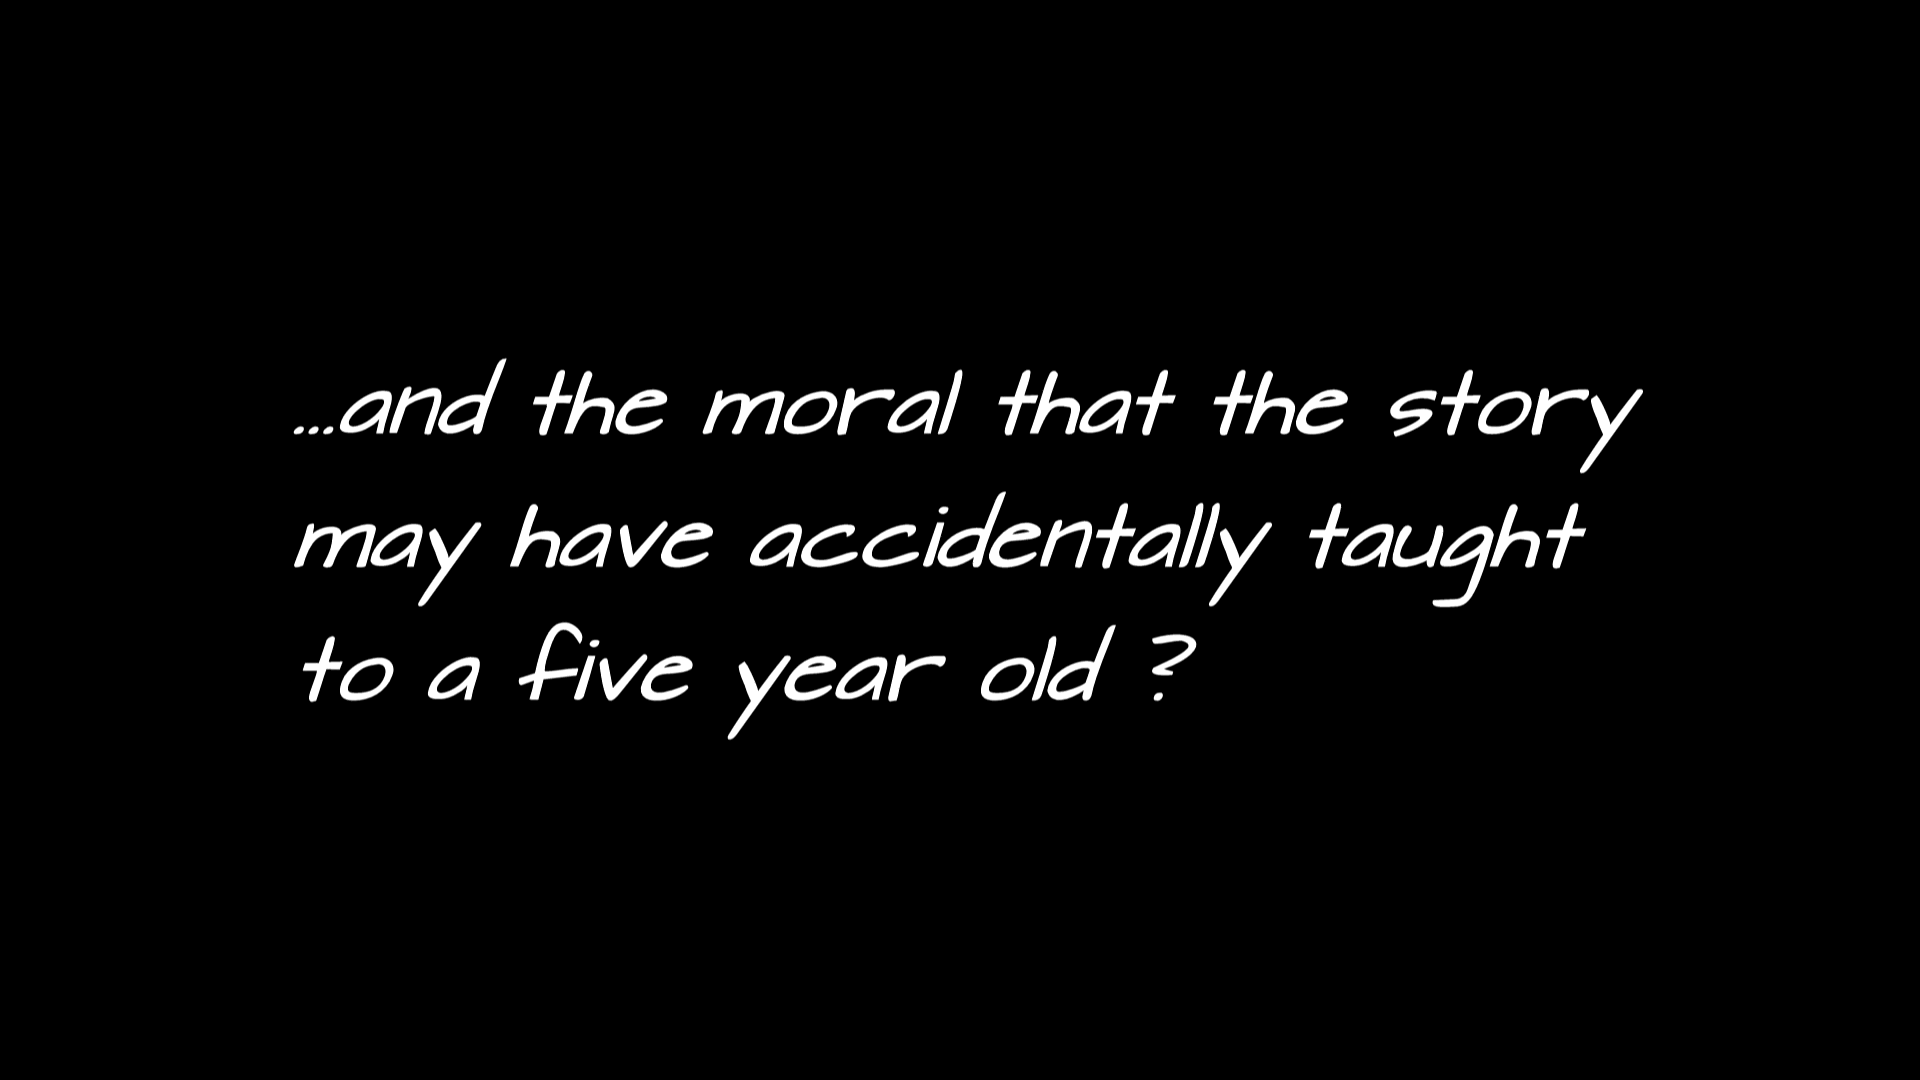 ...and the moral that the story
may have accidentally taught
to a five year old ?